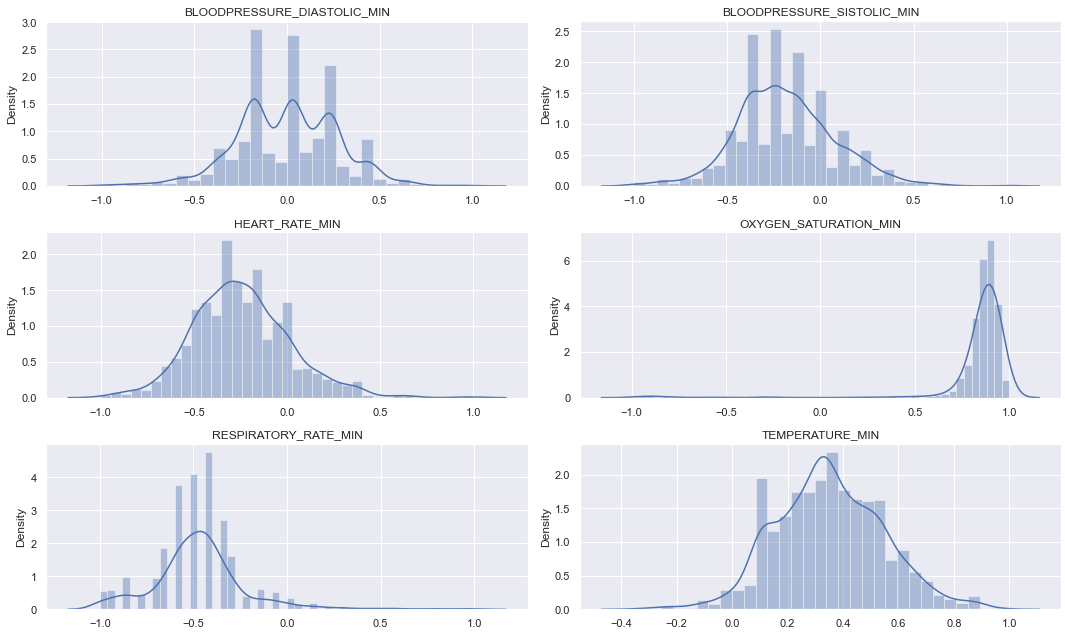 BLOODPRESSURE_DIASTOLIC_MIN
Density
3.0
2.5
2.0
1.5
1.0
0.5
0.0
−1.0 −0.5 0.0 0.5 1.0
BLOODPRESSURE_SISTOLIC_MIN
Density
2.5
2.0
1.5
1.0
0.5
0.0
−1.0 −0.5 0.0 0.5 1.0
HEART_RATE_MIN
Density
2.0
1.5
1.0
0.5
0.0
−1.0 −0.5 0.0 0.5 1.0
OXYGEN_SATURATION_MIN
Density
6
4
2
0
−1.0 −0.5 0.0 0.5 1.0
RESPIRATORY_RATE_MIN
Density
4
3
2
1
0
−1.0 −0.5 0.0 0.5 1.0
TEMPERATURE_MIN
Density
2.0
1.5
1.0
0.5
0.0
−0.4 −0.2 0.0 0.2 0.4 0.6 0.8 1.0